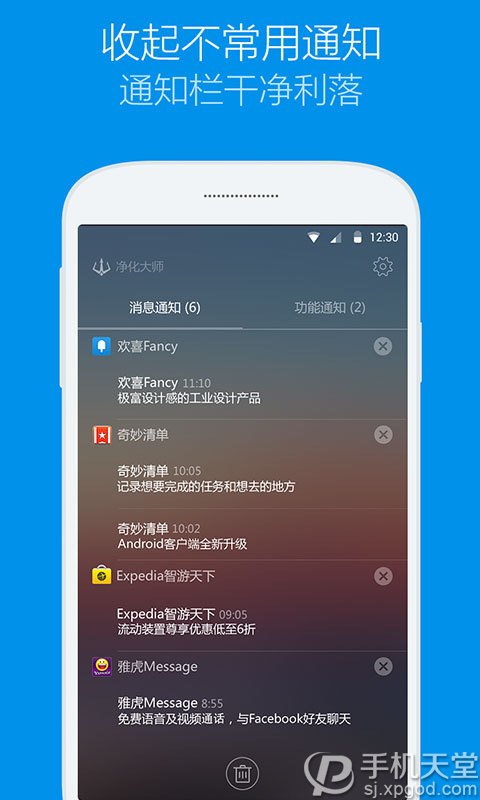 收起不常用通知
通知栏干净利落
12:30
净化大师
消息通知 (6)
功能通知 (2)
欢喜Fancy
欢喜Fancy 11:10
极富设计感的工业设计产品
奇妙清单
奇妙清单 10:05
记录想要完成的任务和想去的地方
奇妙清单 10:02
Android客户端全新升级
Expedia智游天下
Expedia智游天下 09:05
流动装置尊享优惠低至6折
雅虎Message
雅虎Message 8:55
免费语音及视频通话，与Facebook好友聊天
手机天堂
sj.xpgod.com